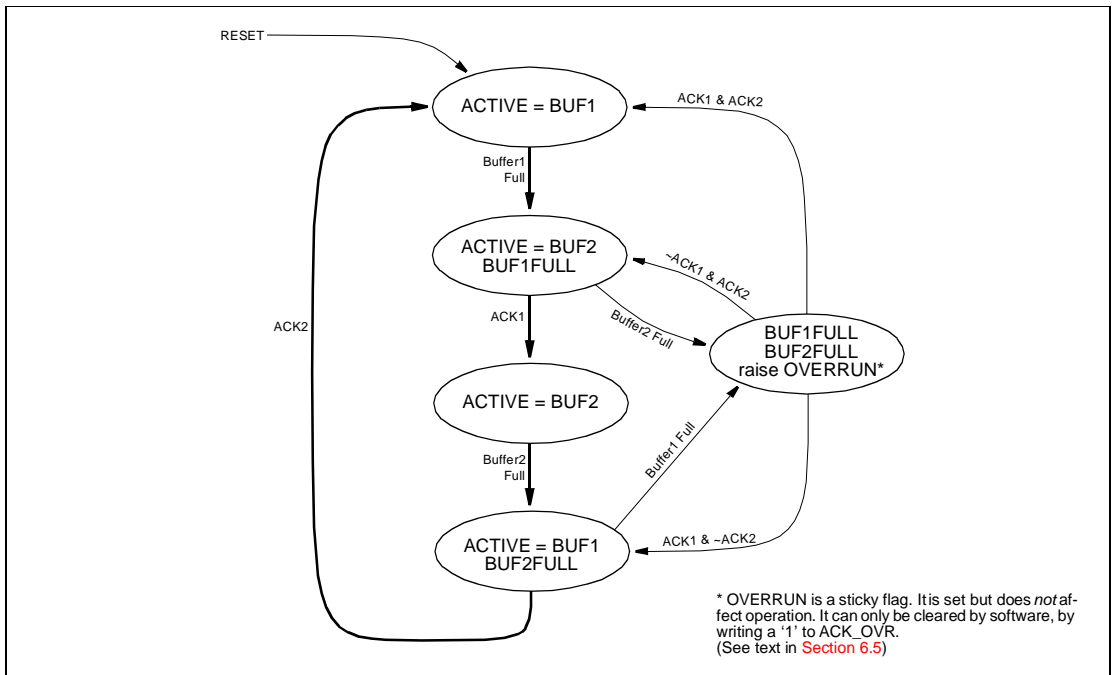 RESET
ACTIVE = BUF1
ACK1 & ACK2
Buffer1
Full
ACTIVE = BUF2
BUF1FULL
~ACK1 & ACK2
Buffer2 Full
ACK2
ACK1
BUF1FULL
BUF2FULL
raise OVERRUN*
ACTIVE = BUF2
Buffer1 Full
Buffer2
Full
ACTIVE = BUF1
BUF2FULL
ACK1 & ~ACK2
* OVERRUN is a sticky flag. It is set but does not af-
fect operation. It can only be cleared by software, by
writing a ‘1’ to ACK_OVR.
(See text in Section 6.5)